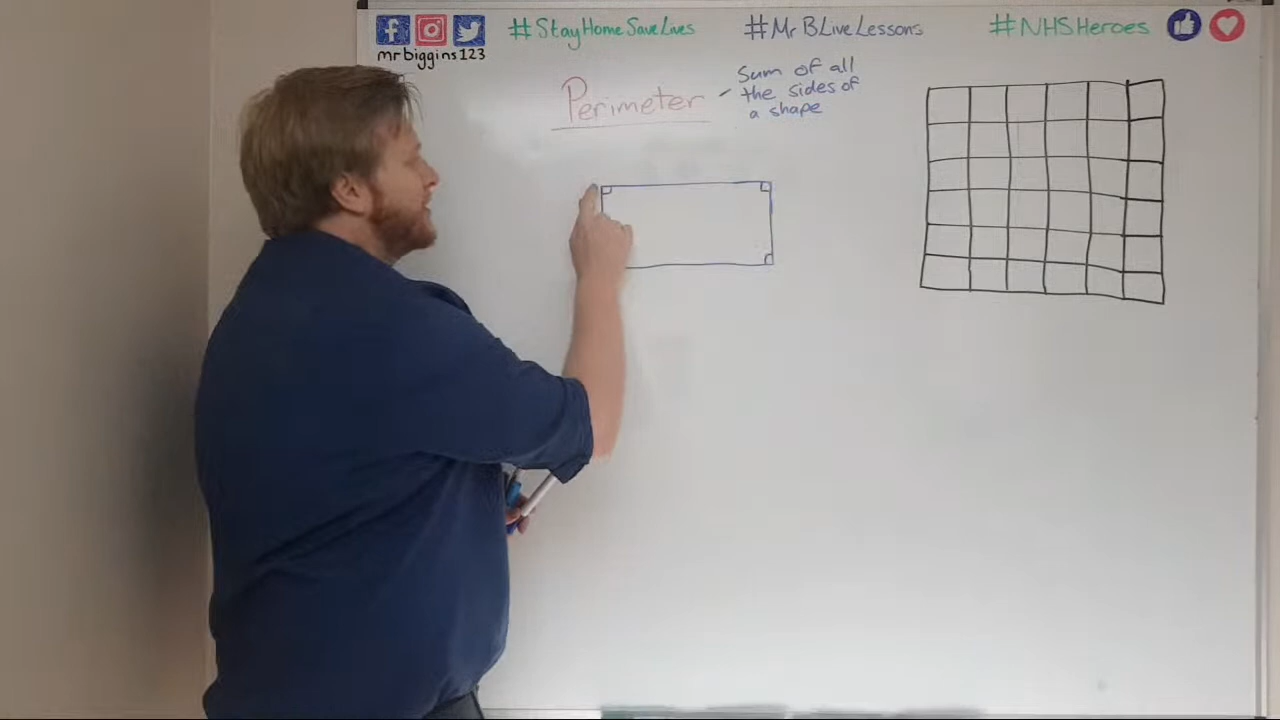 #StayHomeSaveLives
#MrBLiveLessons
#NHSHeroes
mrbiggins123
Perimeter - Sum of all
the sides of
a shape